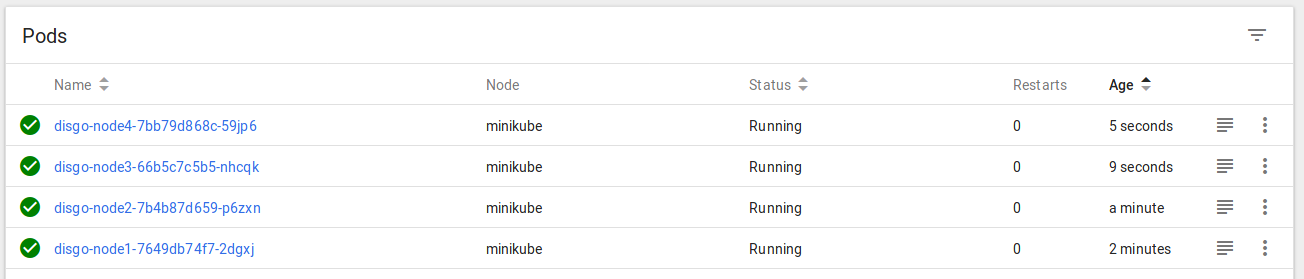 Pods
Name Node Status Restarts Age
disgo-node4-7bb79d868c-59jp6 minikube Running 0 5 seconds
disgo-node3-66b5c7c5b5-nhcqk minikube Running 0 9 seconds
disgo-node2-7b4b87d659-p6zxn minikube Running 0 a minute
disgo-node1-7649db74f7-2dgxj minikube Running 0 2 minutes